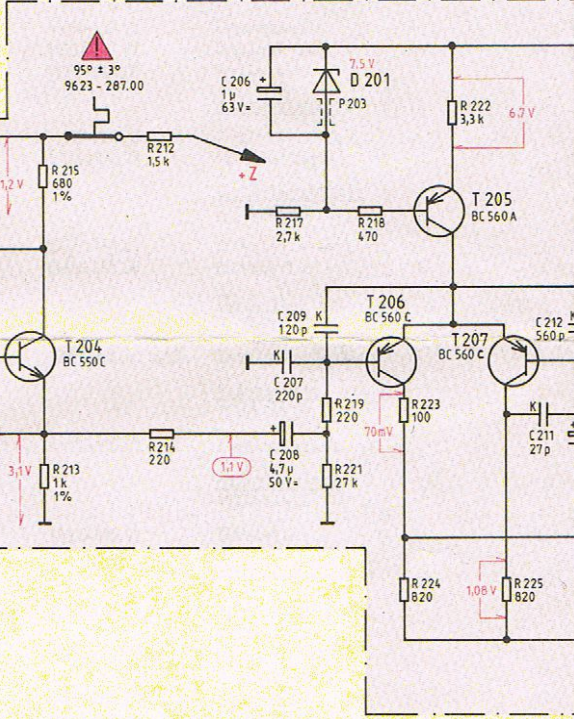 95° ± 3°
9623 - 287.00
R 212
1,5 k
+Z
R 215
680
1%
1,2 V
C 206
1 µ
63 V=
+
7.5 V
D 201
P 203
R 222
3,3 k
6,7 V
T 205
BC 560 A
R 217
2,7 k
R 218
470
T 204
BC 550 C
C 209
120 p
K
T 206
BC 560 C
T 207
BC 560 C
C 212
560 p
K
K
C 207
220 p
R 219
220
R 223
100
70mV
K
C 211
27 p
+
R 214
220
1,1 V
+
C 208
4,7 µ
50 V=
R 221
27 k
3,1 V
R 213
1 k
1%
R 224
820
1,08 V
R 225
820